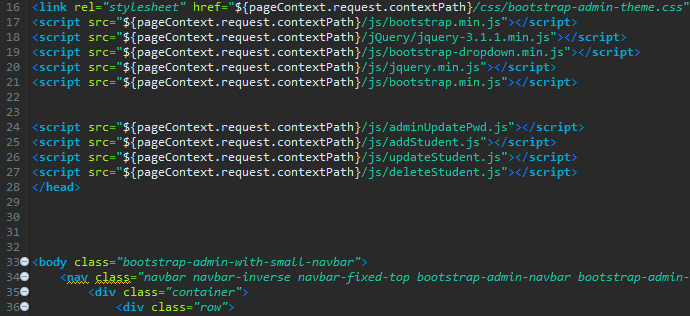 16 <link rel="stylesheet" href="${pageContext.request.contextPath}/css/bootstrap-admin-theme.css"
17 <script src="${pageContext.request.contextPath}/js/bootstrap.min.js"></script>
18 <script src="${pageContext.request.contextPath}/jQuery/jquery-3.1.1.min.js"></script>
19 <script src="${pageContext.request.contextPath}/js/bootstrap-dropdown.min.js"></script>
20 <script src="${pageContext.request.contextPath}/js/jquery.min.js"></script>
21 <script src="${pageContext.request.contextPath}/js/bootstrap.min.js"></script>
22
23
24 <script src="${pageContext.request.contextPath}/js/adminUpdatePwd.js"></script>
25 <script src="${pageContext.request.contextPath}/js/addStudent.js"></script>
26 <script src="${pageContext.request.contextPath}/js/updateStudent.js"></script>
27 <script src="${pageContext.request.contextPath}/js/deleteStudent.js"></script>
28 </head>
29
30
31
32
33 <body class="bootstrap-admin-with-small-navbar">
34 <nav class="navbar navbar-inverse navbar-fixed-top bootstrap-admin-navbar bootstrap-admin-
35 <div class="container">
36 <div class="row">